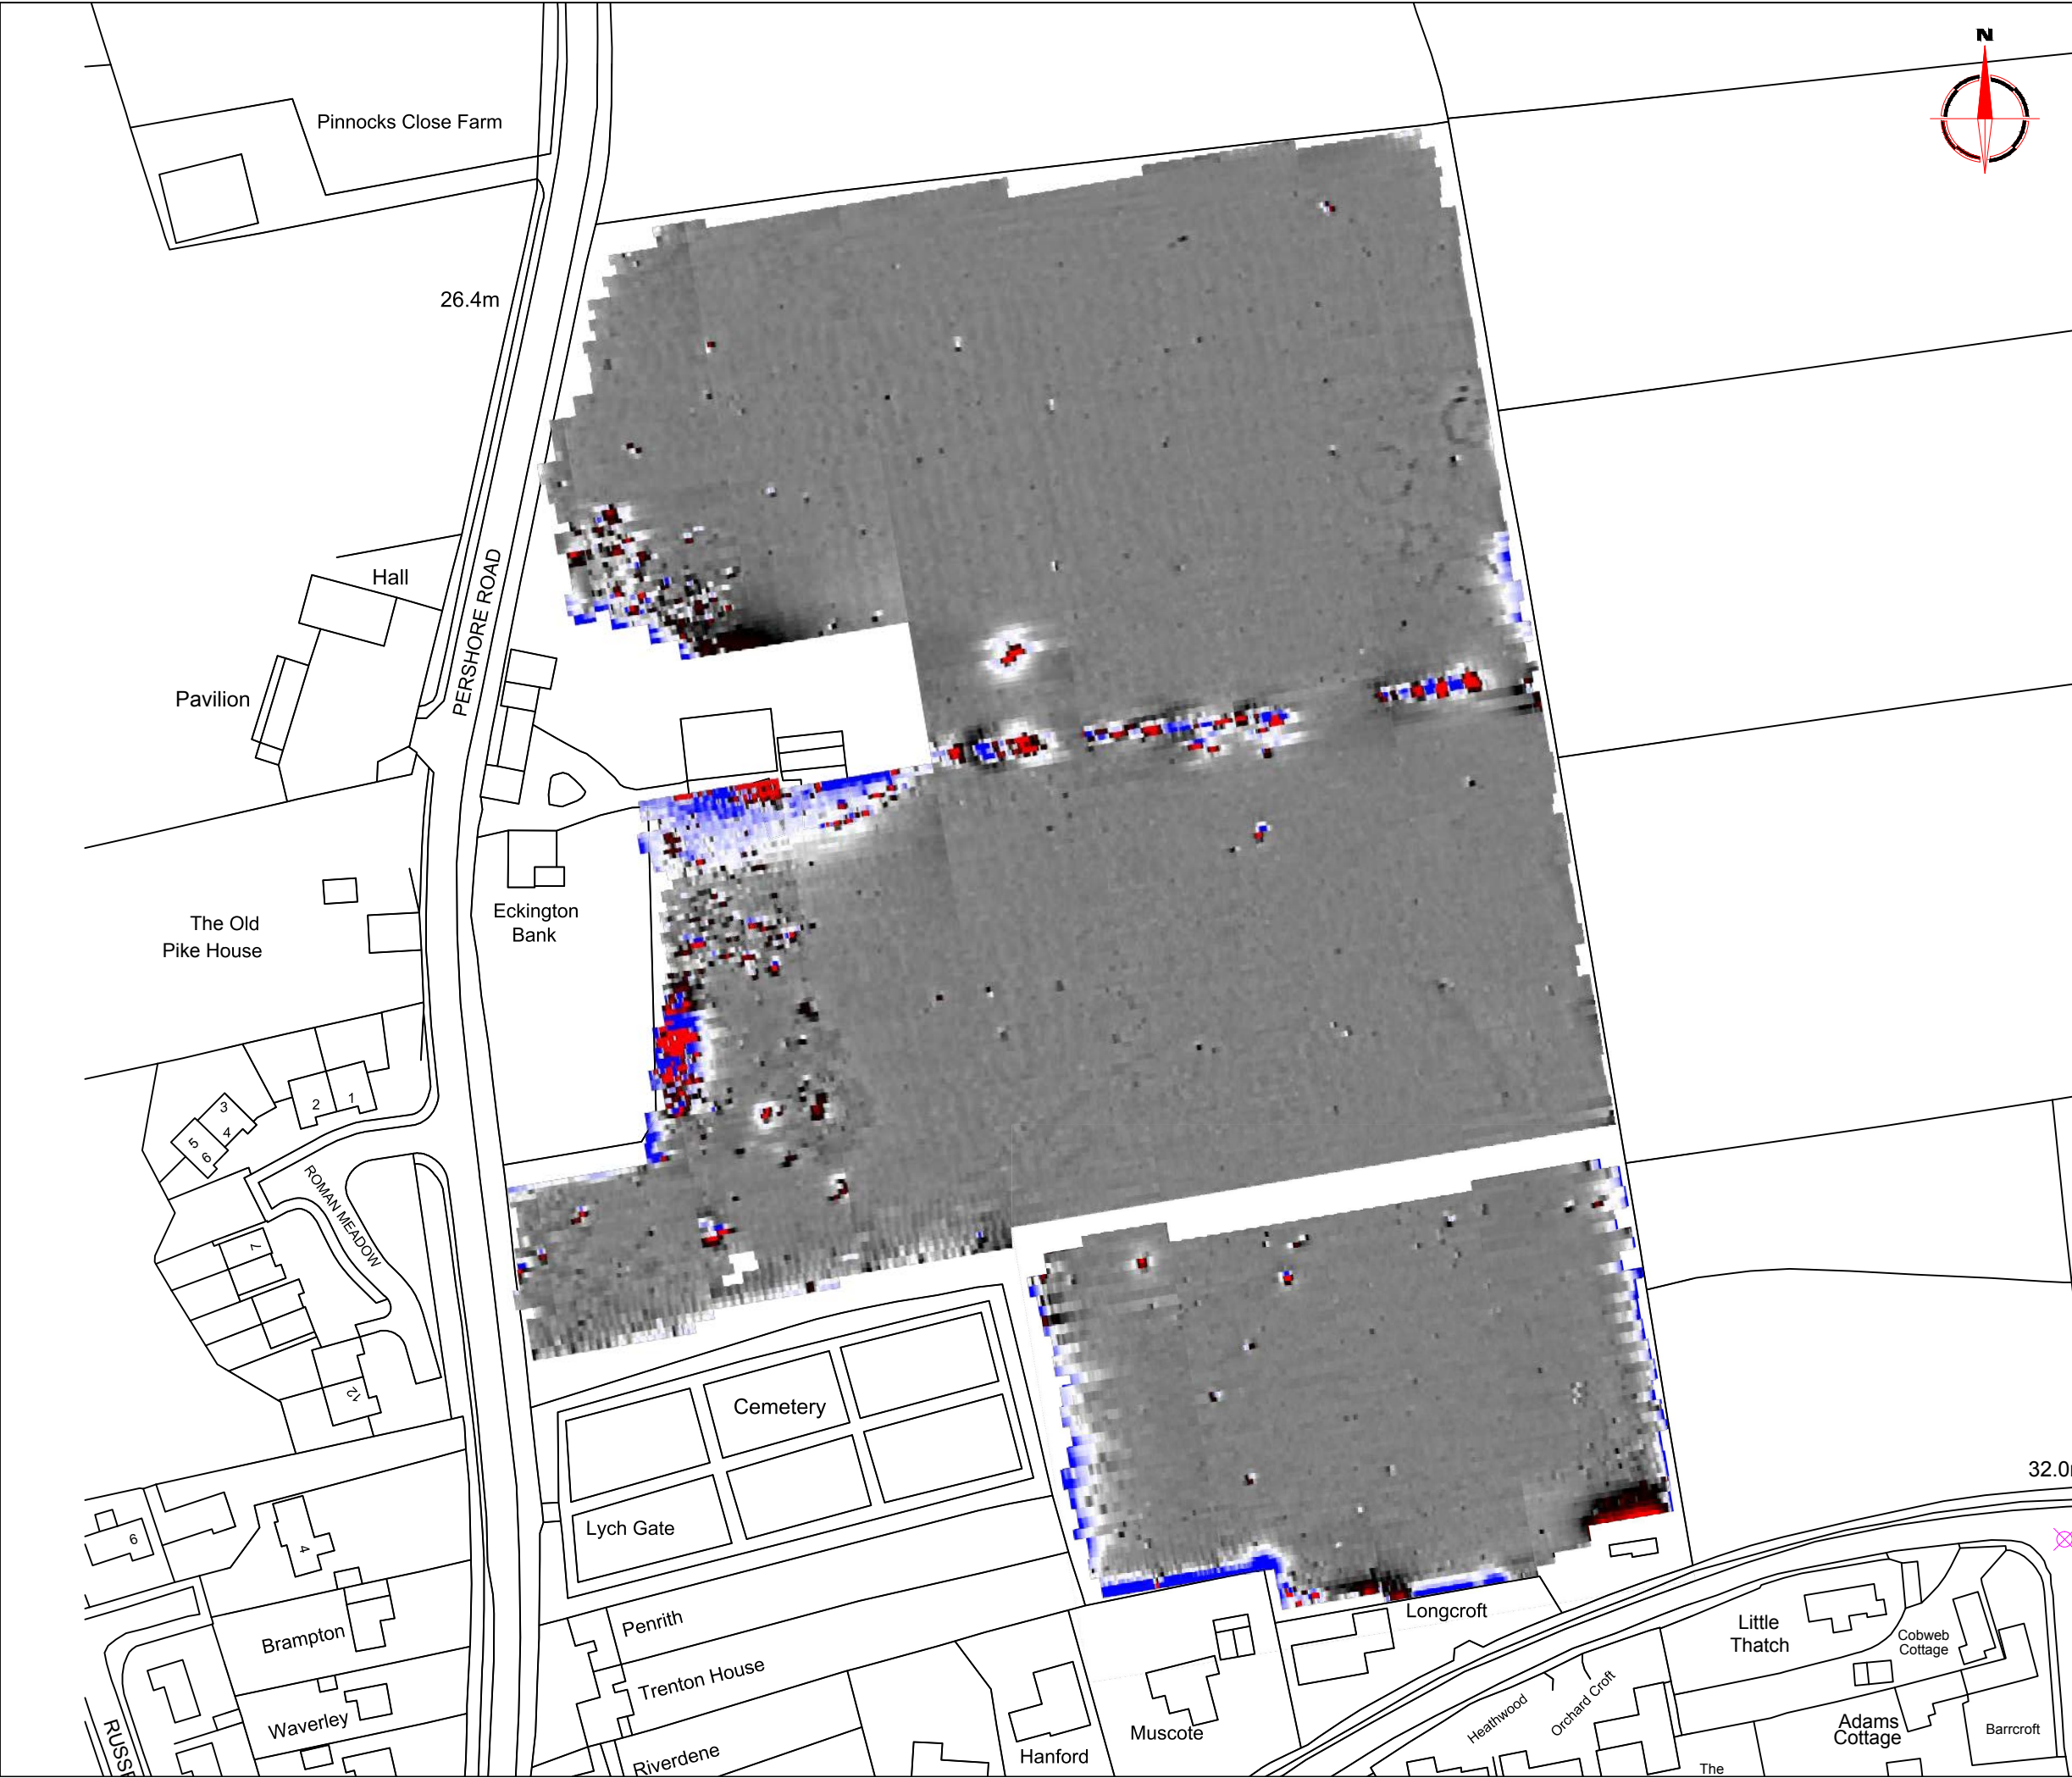 N
Pinnocks Close Farm
26.4m
Hall
PERSHORE ROAD
Pavilion
Eckington
Bank
The Old
Pike House
1
2
3
4
5
6
ROMAN MEADOW
7
12
Cemetery
Lych Gate
32.0
6
4
Brampton
Penrith
Longcroft
Little
Thatch
Cobweb
Cottage
Trenton House
Waverley
Heathwood
Orchard Croft
Muscote
Adams
Cottage
Barrcroft
Hanford
Riverdene
The